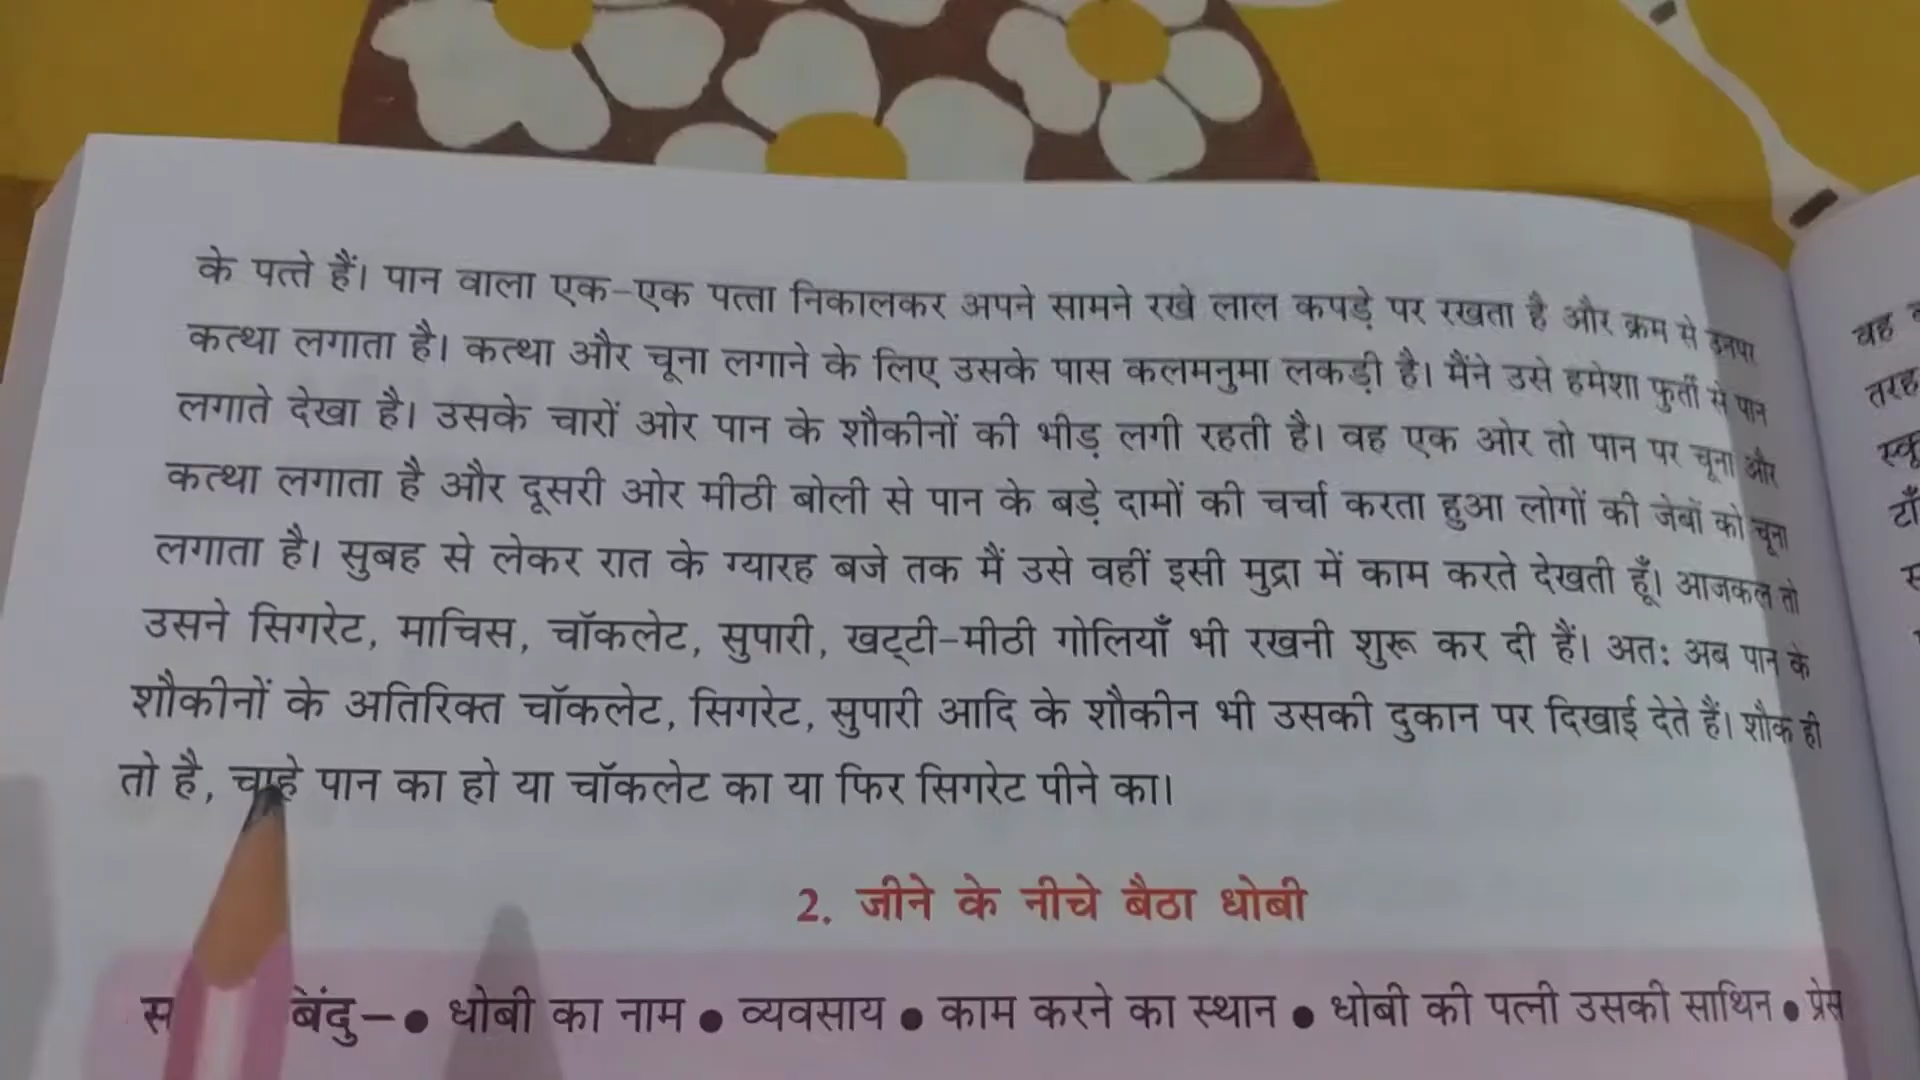 के पत्ते हैं। पान वाला एक-एक पत्ता निकालकर अपने सामने रखे लाल कपड़े पर रखता है और क्रम से उनपर
कत्था लगाता है। कत्था और चूना लगाने के लिए उसके पास कलमनुमा लकड़ी है। मैंने उसे हमेशा फुर्ती से पान
लगाते देखा है। उसके चारों ओर पान के शौकीनों की भीड़ लगी रहती है। वह एक ओर तो पान पर चूना और
कत्था लगाता है और दूसरी ओर मीठी बोली से पान के बड़े दामों की चर्चा करता हुआ लोगों की जेबों को चूना
लगाता है। सुबह से लेकर रात के ग्यारह बजे तक मैं उसे वहीं इसी मुद्रा में काम करते देखती हूँ। आजकल तो
उसने सिगरेट, माचिस, चॉकलेट, सुपारी, खट्टी-मीठी गोलियाँ भी रखनी शुरू कर दी हैं। अतः अब पान के
शौकीनों के अतिरिक्त चॉकलेट, सिगरेट, सुपारी आदि के शौकीन भी उसकी दुकान पर दिखाई देते हैं। शौक ही
तो है, चाहे पान का हो या चॉकलेट का या फिर सिगरेट पीने का।
2. जीने के नीचे बैठा धोबी
बिंदु—● धोबी का नाम ● व्यवसाय ● काम करने का स्थान ● धोबी की पत्नी उसकी साथिन ● प्रेस
वह
तरह